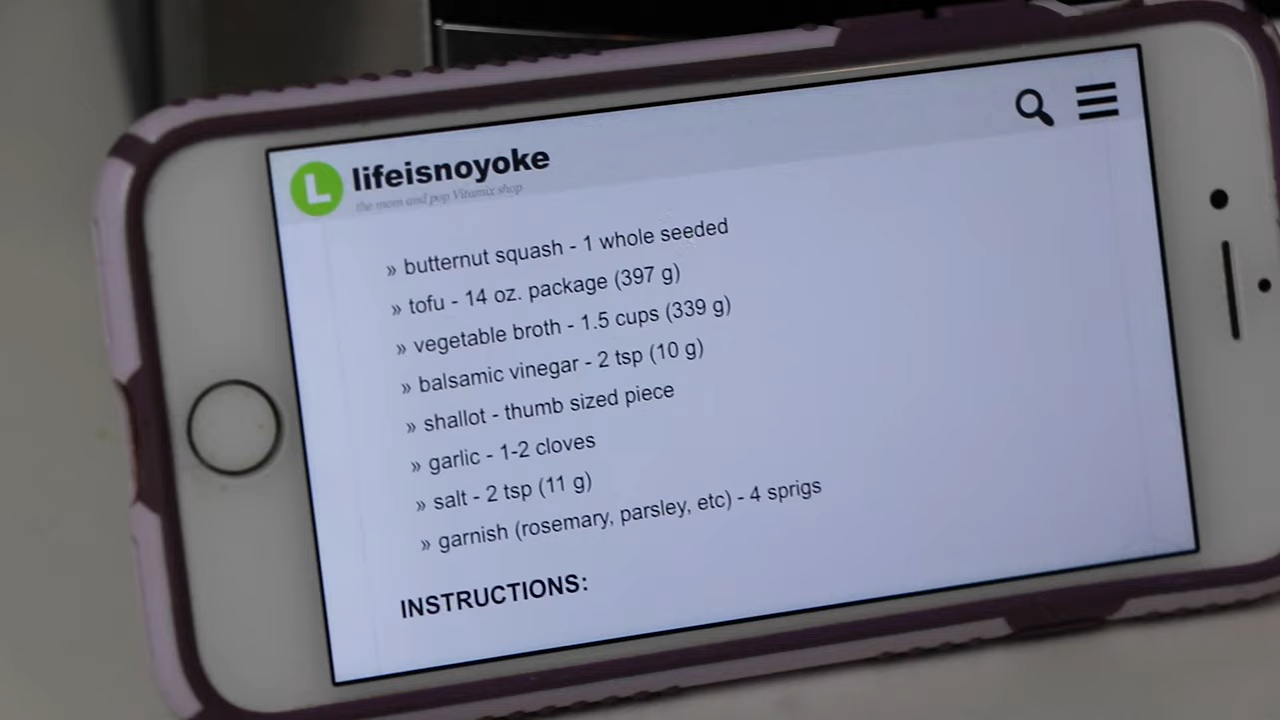 L lifeisnoyoke
the mom and pop Vitamix shop
» butternut squash - 1 whole seeded
» tofu - 14 oz. package (397 g)
» vegetable broth - 1.5 cups (339 g)
» balsamic vinegar - 2 tsp (10 g)
» shallot - thumb sized piece
» garlic - 1-2 cloves
» salt - 2 tsp (11 g)
» garnish (rosemary, parsley, etc) - 4 sprigs
INSTRUCTIONS: